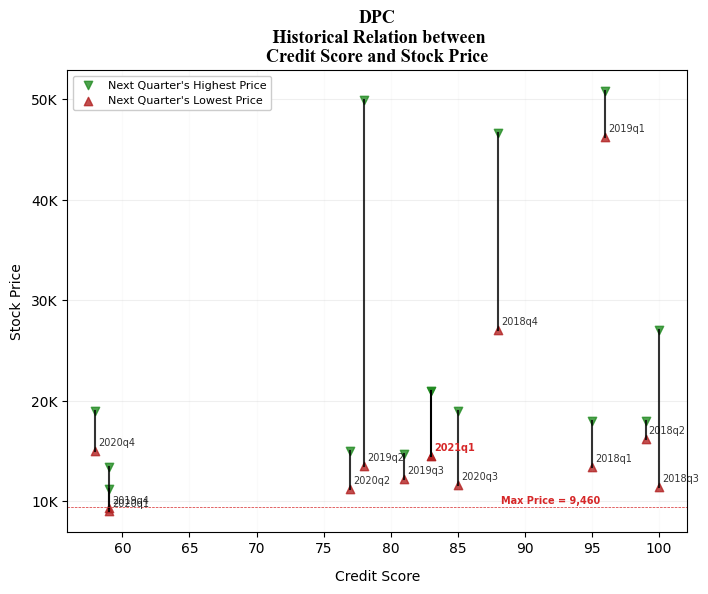 DPC
Historical Relation between
Credit Score and Stock Price
Next Quarter's Highest Price
Next Quarter's Lowest Price
50K
40K
30K
20K
10K
Stock Price
2019q1
2018q4
2020q4
2019q2
2021q1
2018q2
2018q1
2019q3
2020q2
2020q3
2018q3
2019q4
2020q1
Max Price = 9,460
60 65 70 75 80 85 90 95 100
Credit Score